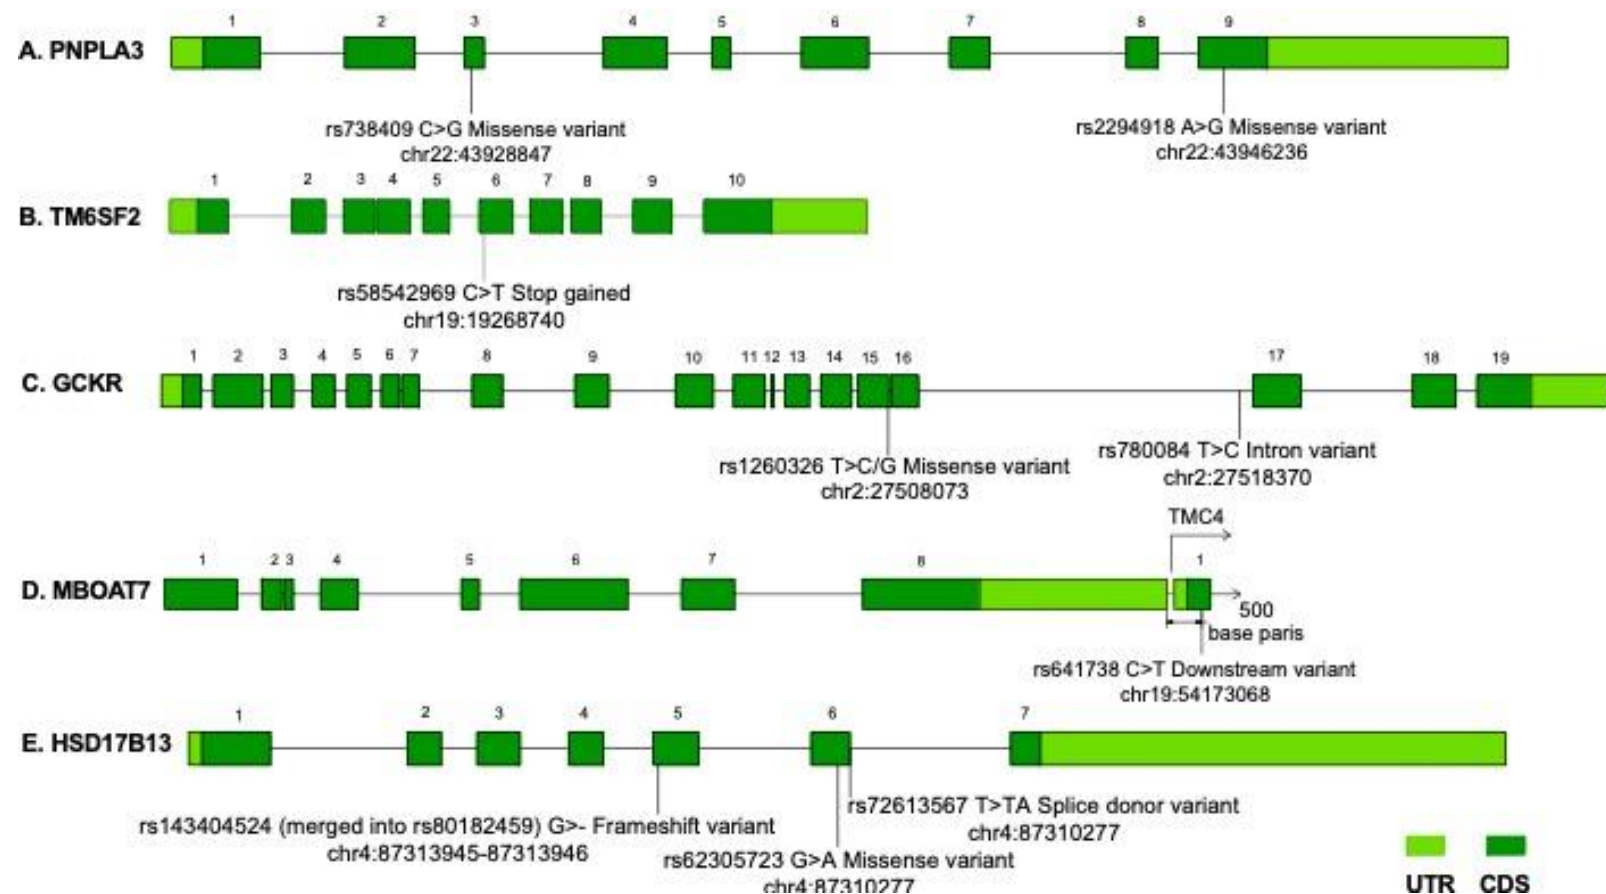 1 2 3 4 5 6 7 8 9
A. PNPLA3
rs738409 C>G Missense variant
chr22:43928847
rs2294918 A>G Missense variant
chr22:43946236
1 2 3 4 5 6 7 8 9 10
B. TM6SF2
rs58542969 C>T Stop gained
chr19:19268740
1 2 3 4 5 6 7 8 9 10 11 12 13 14 15 16 17 18 19
C. GCKR
rs1260326 T>C/G Missense variant
chr2:27508073
rs780084 T>C Intron variant
chr2:27518370
TMC4
1 2 3 4 5 6 7 8 1
D. MBOAT7
500
base paris
rs641738 C>T Downstream variant
chr19:54173068
1 2 3 4 5 6 7
E. HSD17B13
rs72613567 T>TA Splice donor variant
chr4:87310277
rs143404524 (merged into rs80182459) G>- Frameshift variant
chr4:87313945-87313946
rs62305723 G>A Missense variant
chr4:87310277
UTR CDS